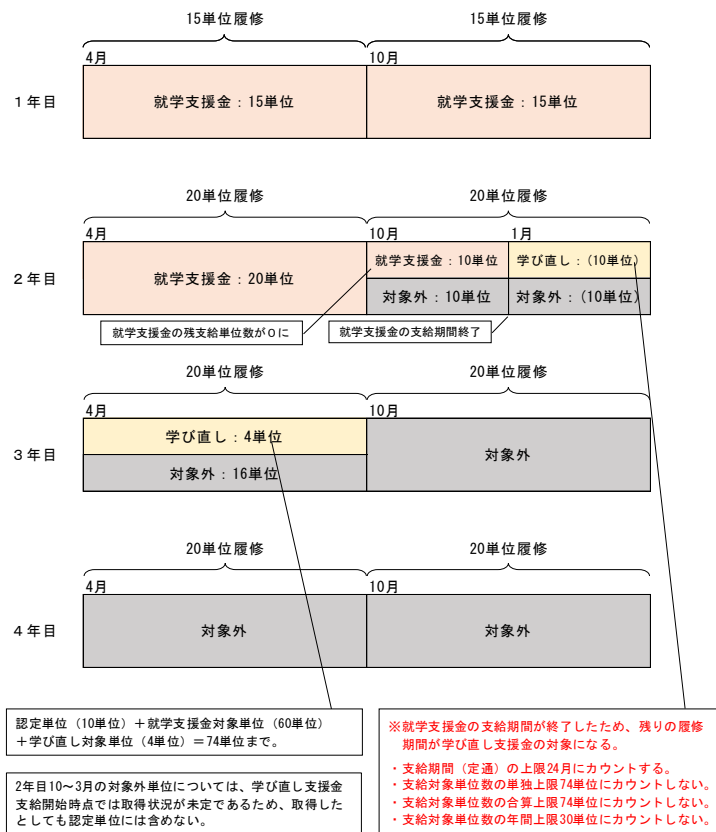 15単位履修
15単位履修
4月
10月
１年目
就学支援金：15単位
就学支援金：15単位
20単位履修
20単位履修
4月
10月
1月
２年目
就学支援金：20単位
就学支援金：10単位
学び直し：(10単位)
対象外：10単位
対象外：(10単位)
就学支援金の残支給単位数が０に
就学支援金の支給期間終了
20単位履修
20単位履修
4月
10月
３年目
学び直し：4単位
対象外：16単位
対象外
20単位履修
20単位履修
4月
10月
４年目
対象外
対象外
認定単位（10単位）＋就学支援金対象単位（60単位）
＋学び直し対象単位（4単位）＝74単位まで。
2年目10～3月の対象外単位については、学び直し支援金
支給開始時点では取得状況が未定であるため、取得した
としても認定単位には含めない。
※就学支援金の支給期間が終了したため、残りの履修
期間が学び直し支援金の対象になる。
・支給期間（定通）の上限24月にカウントする。
・支給対象単位数の単独上限74単位にカウントしない。
・支給対象単位数の合算上限74単位にカウントしない。
・支給対象単位数の年間上限30単位にカウントしない。